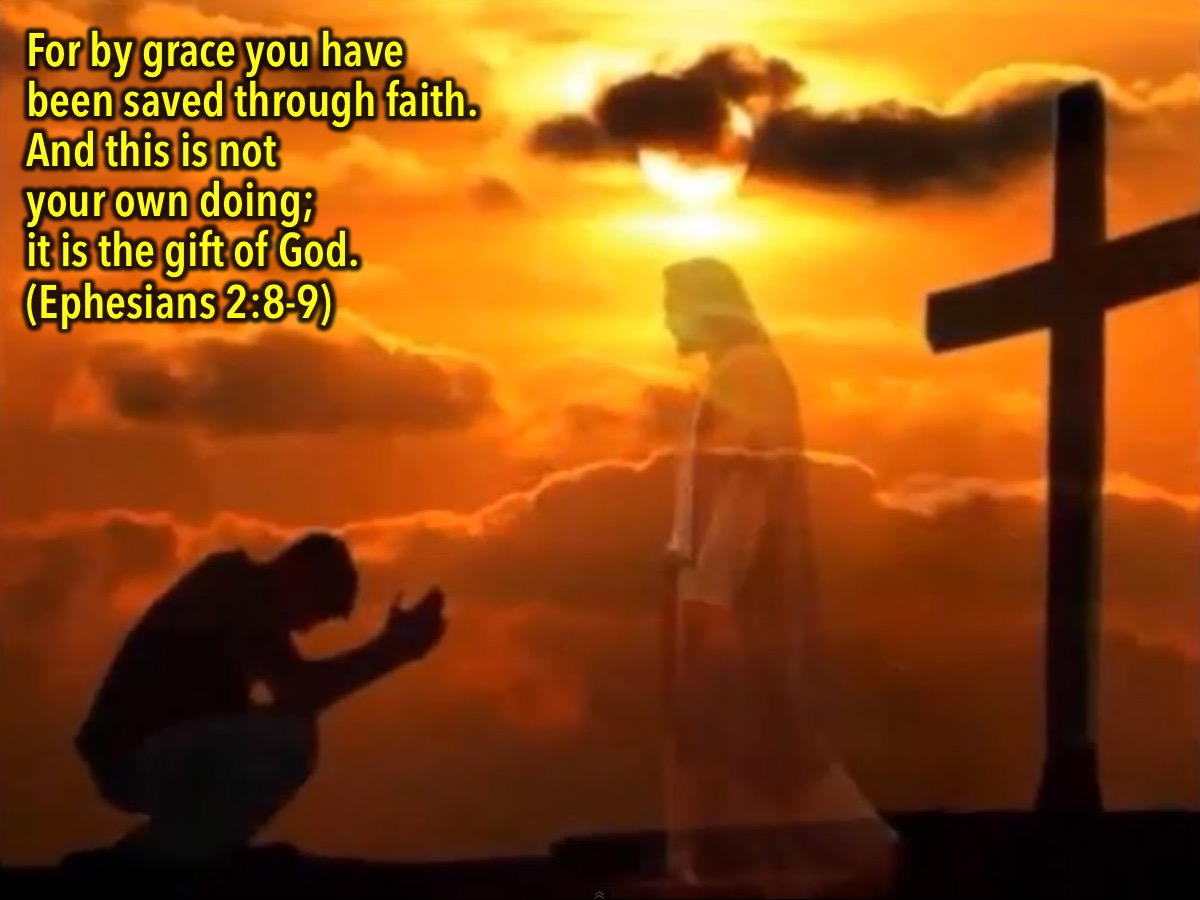 For by grace you have
been saved through faith.
And this is not
your own doing;
it is the gift of God.
(Ephesians 2:8-9)